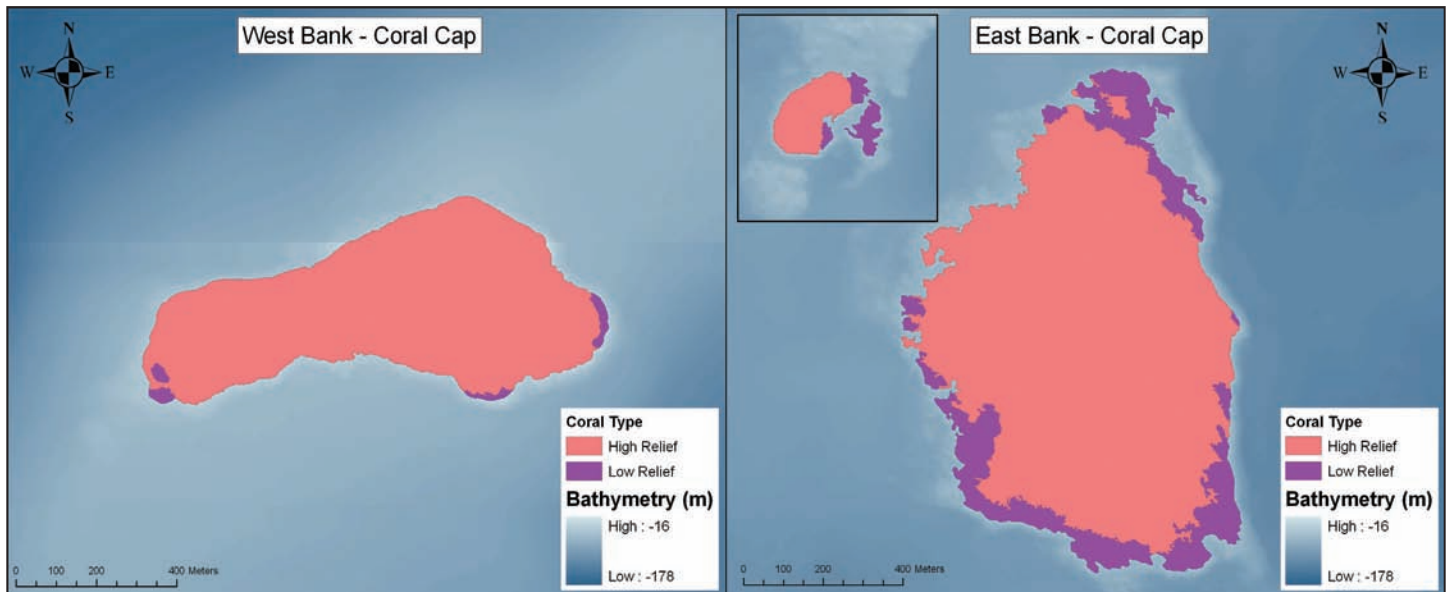 West Bank - Coral Cap
N
W E
S
Coral Type
High Relief
Low Relief
Bathymetry (m)
High : -16
Low : -178
0 100 200 400 Meters
East Bank - Coral Cap
N
W E
S
Coral Type
High Relief
Low Relief
Bathymetry (m)
High : -16
Low : -178
0 100 200 400 Meters